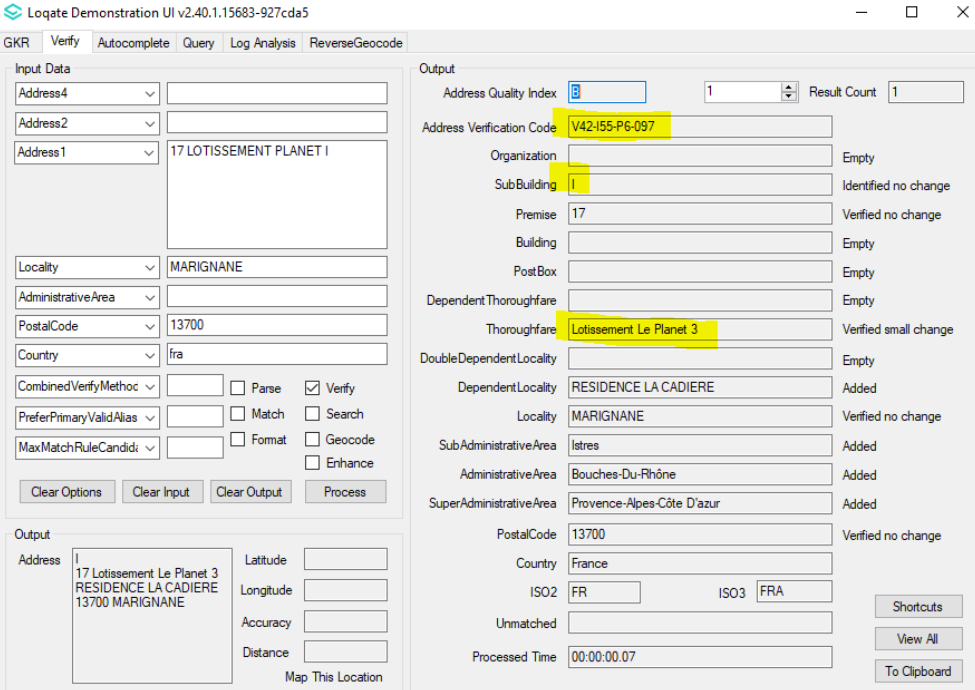 Loqate Demonstration UI v2.40.1.15683-927cda5
GKR Verify Autocomplete Query Log Analysis ReverseGeocode
Input Data
Address4
Address2
Address1 17 LOTISSEMENT PLANET I
Locality MARIGNANE
AdministrativeArea
PostalCode 13700
Country fra
CombinedVerifyMethoc Parse Verify
PreferPrimaryValidAlias Match Search
MaxMatchRuleCandida Format Geocode
Enhance
Clear Options Clear Input Clear Output Process
Output
Address I
17 Lotissement Le Planet 3
RESIDENCE LA CADIERE
13700 MARIGNANE
Latitude
Longitude
Accuracy
Distance
Map This Location
Output
Address Quality Index B 1 Result Count 1
Address Verification Code V42-I55-P6-097
Organization Empty
SubBuilding I Identified no change
Premise 17 Verified no change
Building Empty
PostBox Empty
DependentThoroughfare Empty
Thoroughfare Lotissement Le Planet 3 Verified small change
DoubleDependentLocality Empty
DependentLocality RESIDENCE LA CADIERE Added
Locality MARIGNANE Verified no change
SubAdministrativeArea Istres Added
AdministrativeArea Bouches-Du-Rhône Added
SuperAdministrativeArea Provence-Alpes-Côte D'azur Added
PostalCode 13700 Verified no change
Country France
ISO2 FR ISO3 FRA
Unmatched
Processed Time 00:00:00.07
Shortcuts
View All
To Clipboard